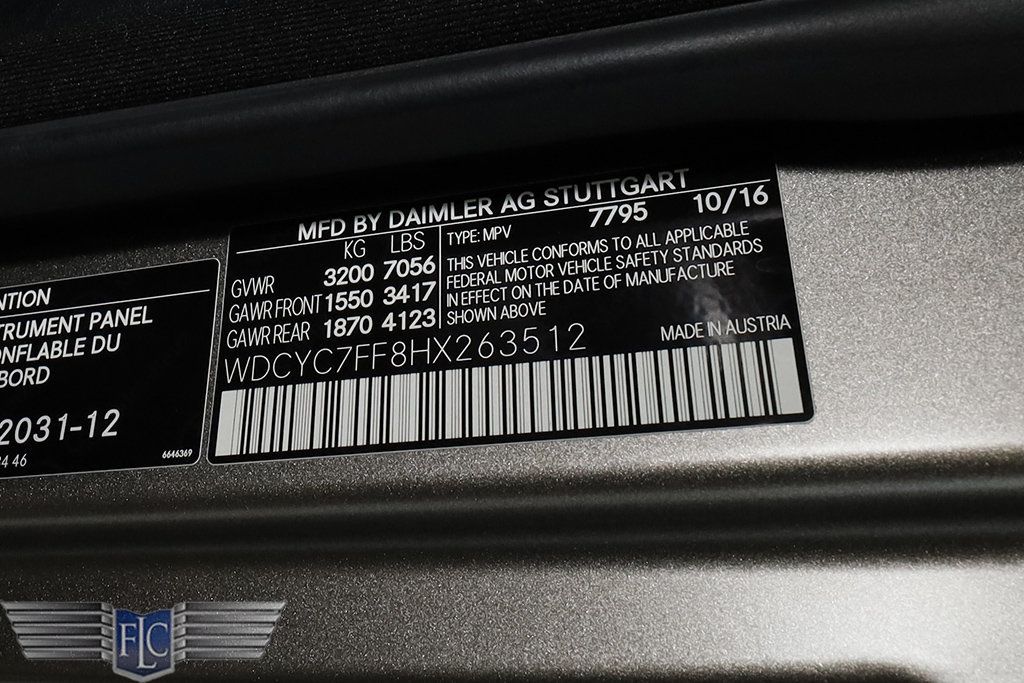 MFD BY DAIMLER AG STUTTGART
KG LBS
GVWR 3200 7056
GAWR FRONT 1550 3417
GAWR REAR 1870 4123
TYPE: MPV 7795 10/16
THIS VEHICLE CONFORMS TO ALL APPLICABLE
FEDERAL MOTOR VEHICLE SAFETY STANDARDS
IN EFFECT ON THE DATE OF MANUFACTURE
SHOWN ABOVE
WDCYC7FF8HX263512
MADE IN AUSTRIA
NTION
TRUMENT PANEL
ONFLABLE DU
BORD
2031-12
4 46
6646369
FLC